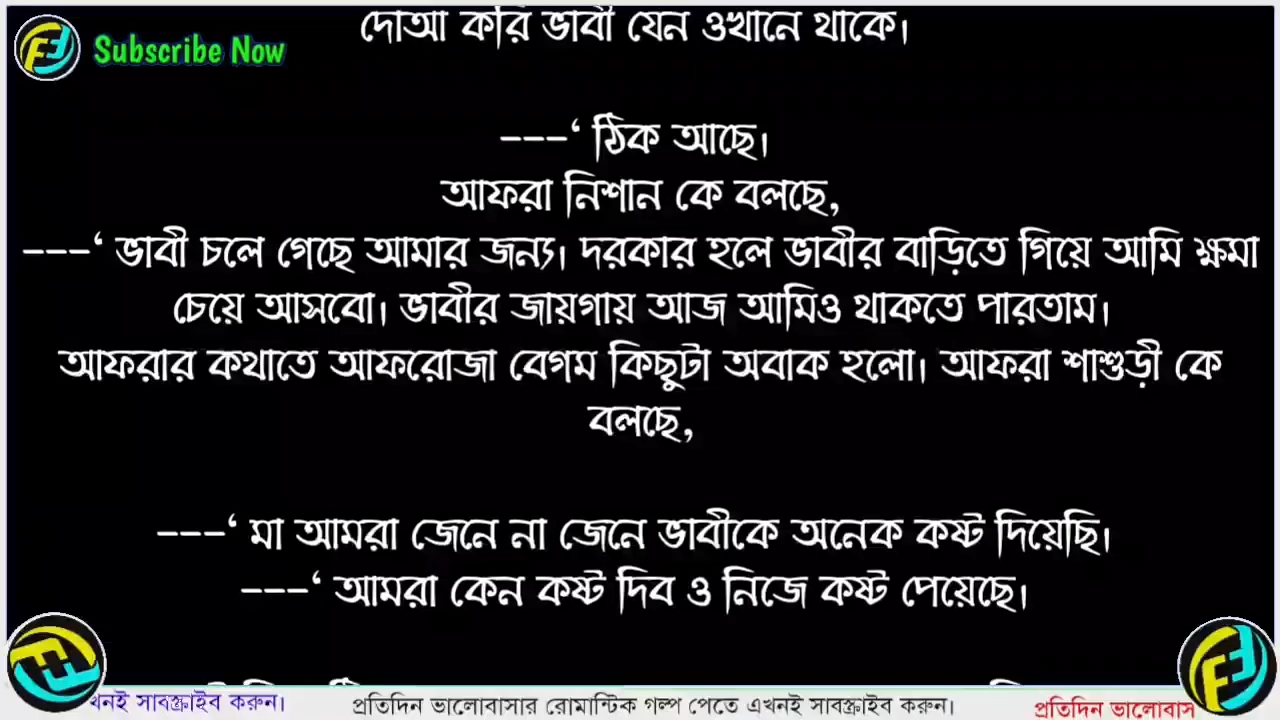 দোআ করি ভাবী যেন ওখানে থাকে।
Subscribe Now
---‘ ঠিক আছে।
আফরা নিশান কে বলছে,
---‘ ভাবী চলে গেছে আমার জন্য। দরকার হলে ভাবীর বাড়িতে গিয়ে আমি ক্ষমা
চেয়ে আসবো। ভাবীর জায়গায় আজ আমিও থাকতে পারতাম।
আফরার কথাতে আফরোজা বেগম কিছুটা অবাক হলো। আফরা শাশুড়ী কে
বলছে,
---‘ মা আমরা জেনে না জেনে ভাবীকে অনেক কষ্ট দিয়েছি।
---‘ আমরা কেন কষ্ট দিব ও নিজে কষ্ট পেয়েছে।
সাবস্ক্রাইব করুন।
প্রতিদিন ভালোবাসার রোমান্টিক গল্প পেতে এখনই সাবস্ক্রাইব করুন।
প্রতিদিন ভালোবাস